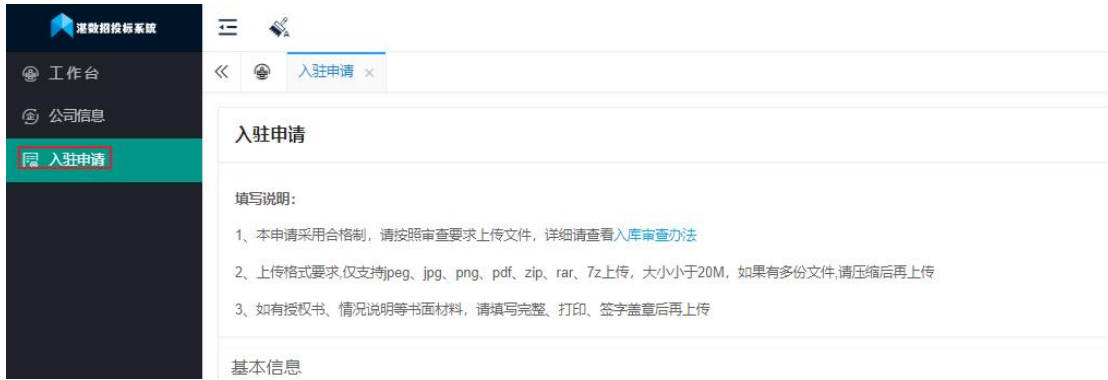 湛数招投标系统
工作台
公司信息
入驻申请
入驻申请
入驻申请
填写说明：
1、本申请采用合格制，请按照审查要求上传文件，详细请查看入库审查办法
2、上传格式要求,仅支持jpeg、jpg、png、pdf、zip、rar、7z上传，大小小于20M，如果有多份文件,请压缩后再上传
3、如有授权书、情况说明等书面材料，请填写完整、打印、签字盖章后再上传
基本信息